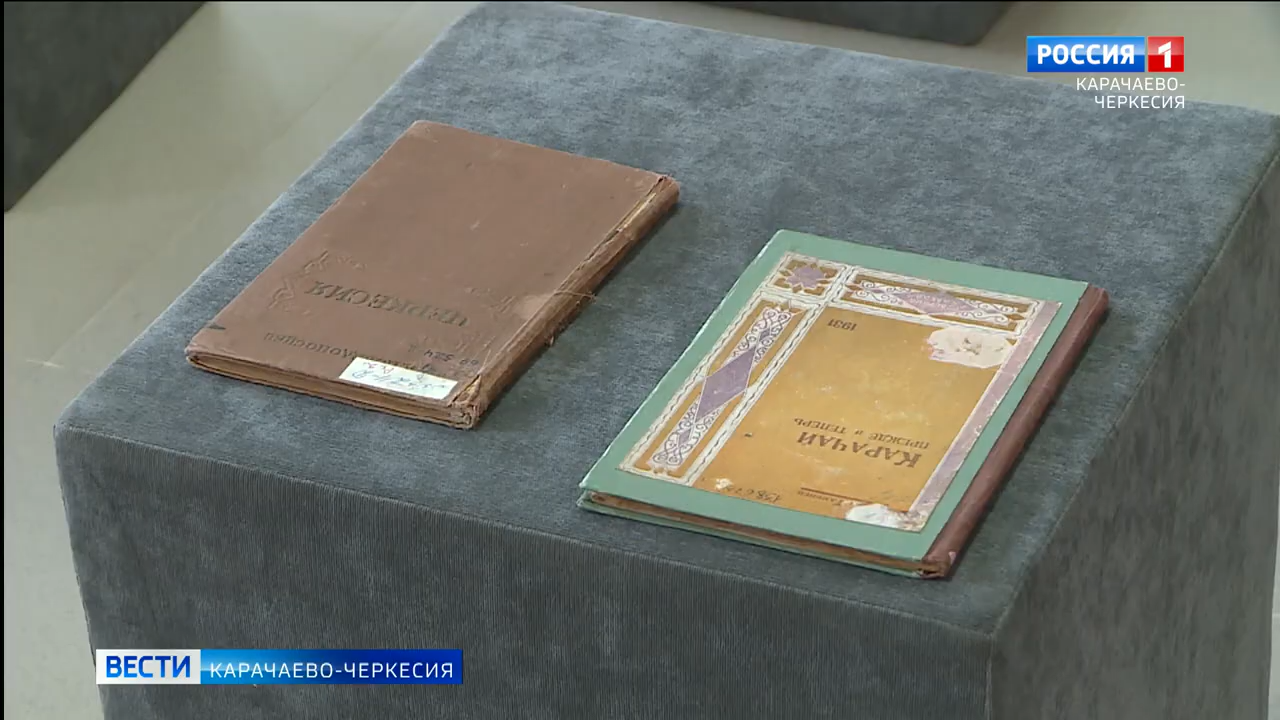 РОССИЯ 1
КАРАЧАЕВО-
ЧЕРКЕСИЯ
ЧЕРКЕСИЯ
1931
КАРАЧАЙ
ПРЕЖДЕ и ТЕПЕРЬ
ВЕСТИ КАРАЧАЕВО-ЧЕРКЕСИЯ